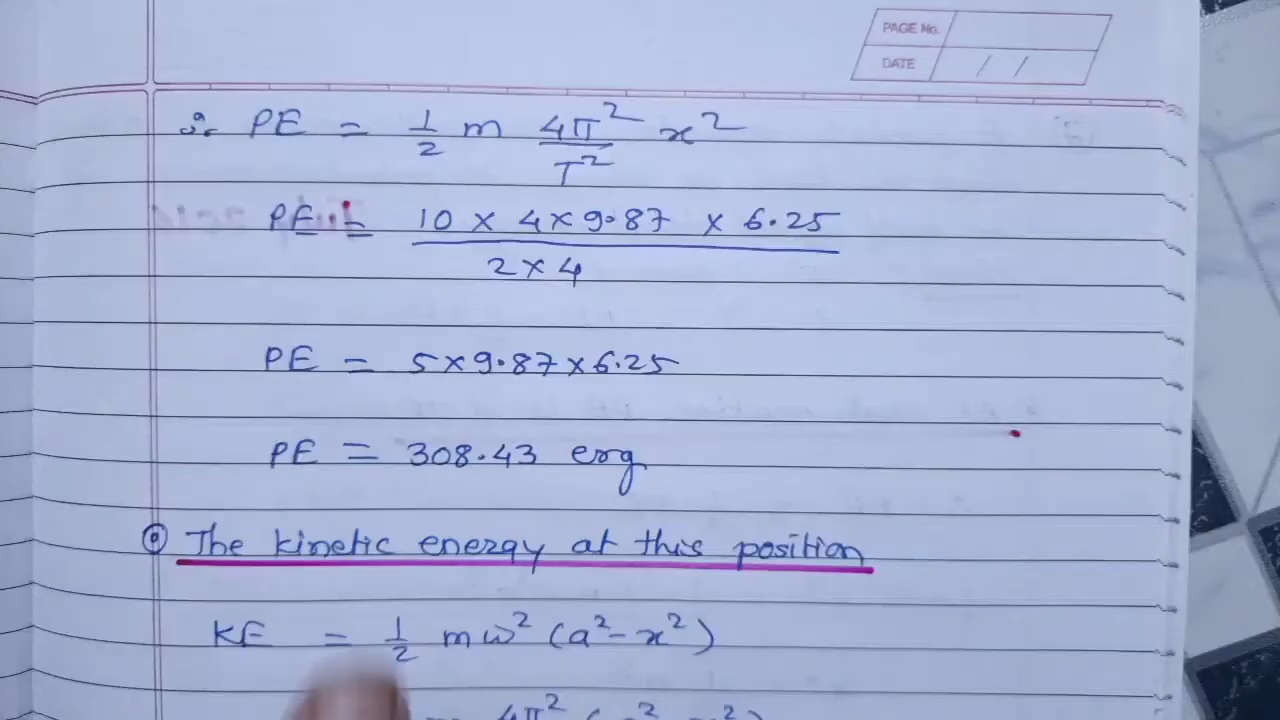 PAGE No.
DATE / /
∴ PE = 1/2 m 4π²/T² x²
PE = 10 × 4 × 9.87 × 6.25 / 2 × 4
PE = 5 × 9.87 × 6.25
PE = 308.43 erg
The kinetic energy at this position
KE = 1/2 mω² (a² - x²)
4π²